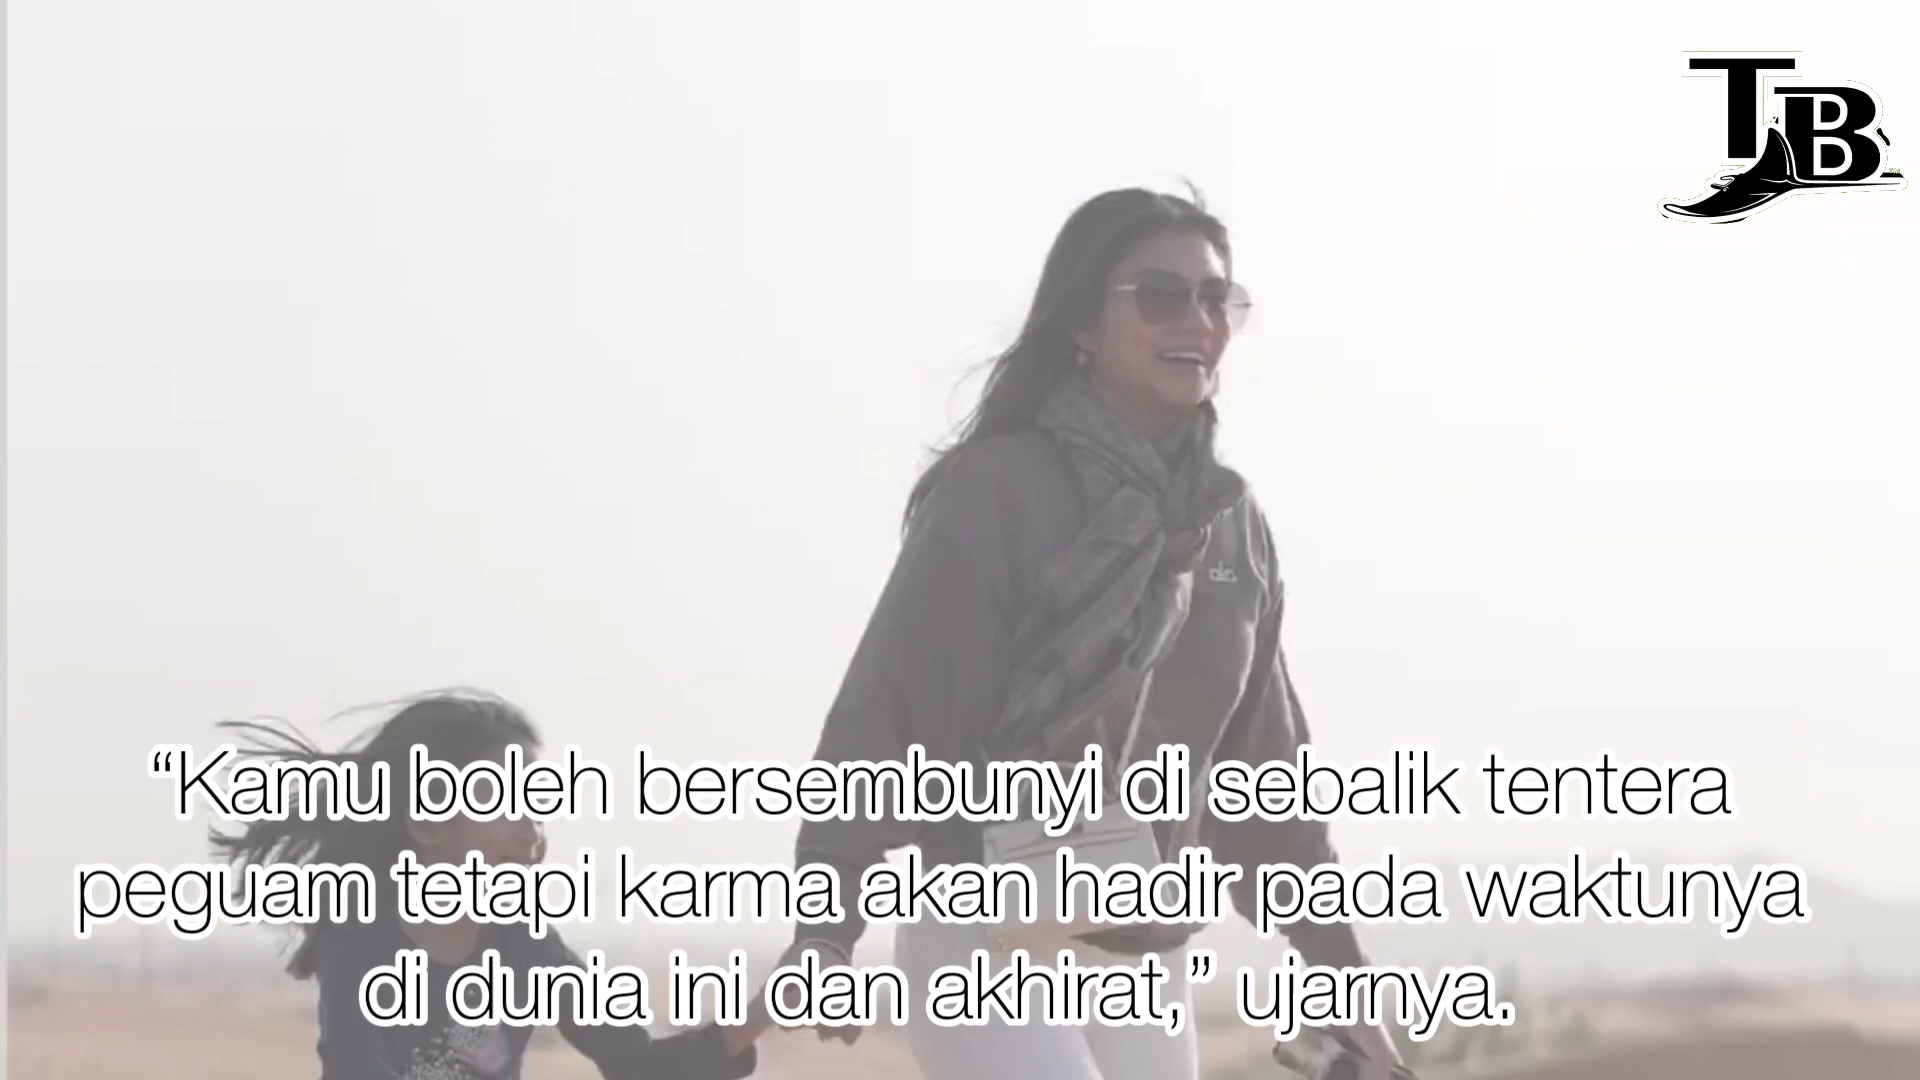 TB
“Kamu boleh bersembunyi di sebalik tentera
peguam tetapi karma akan hadir pada waktunya
di dunia ini dan akhirat,” ujarnya.
alo